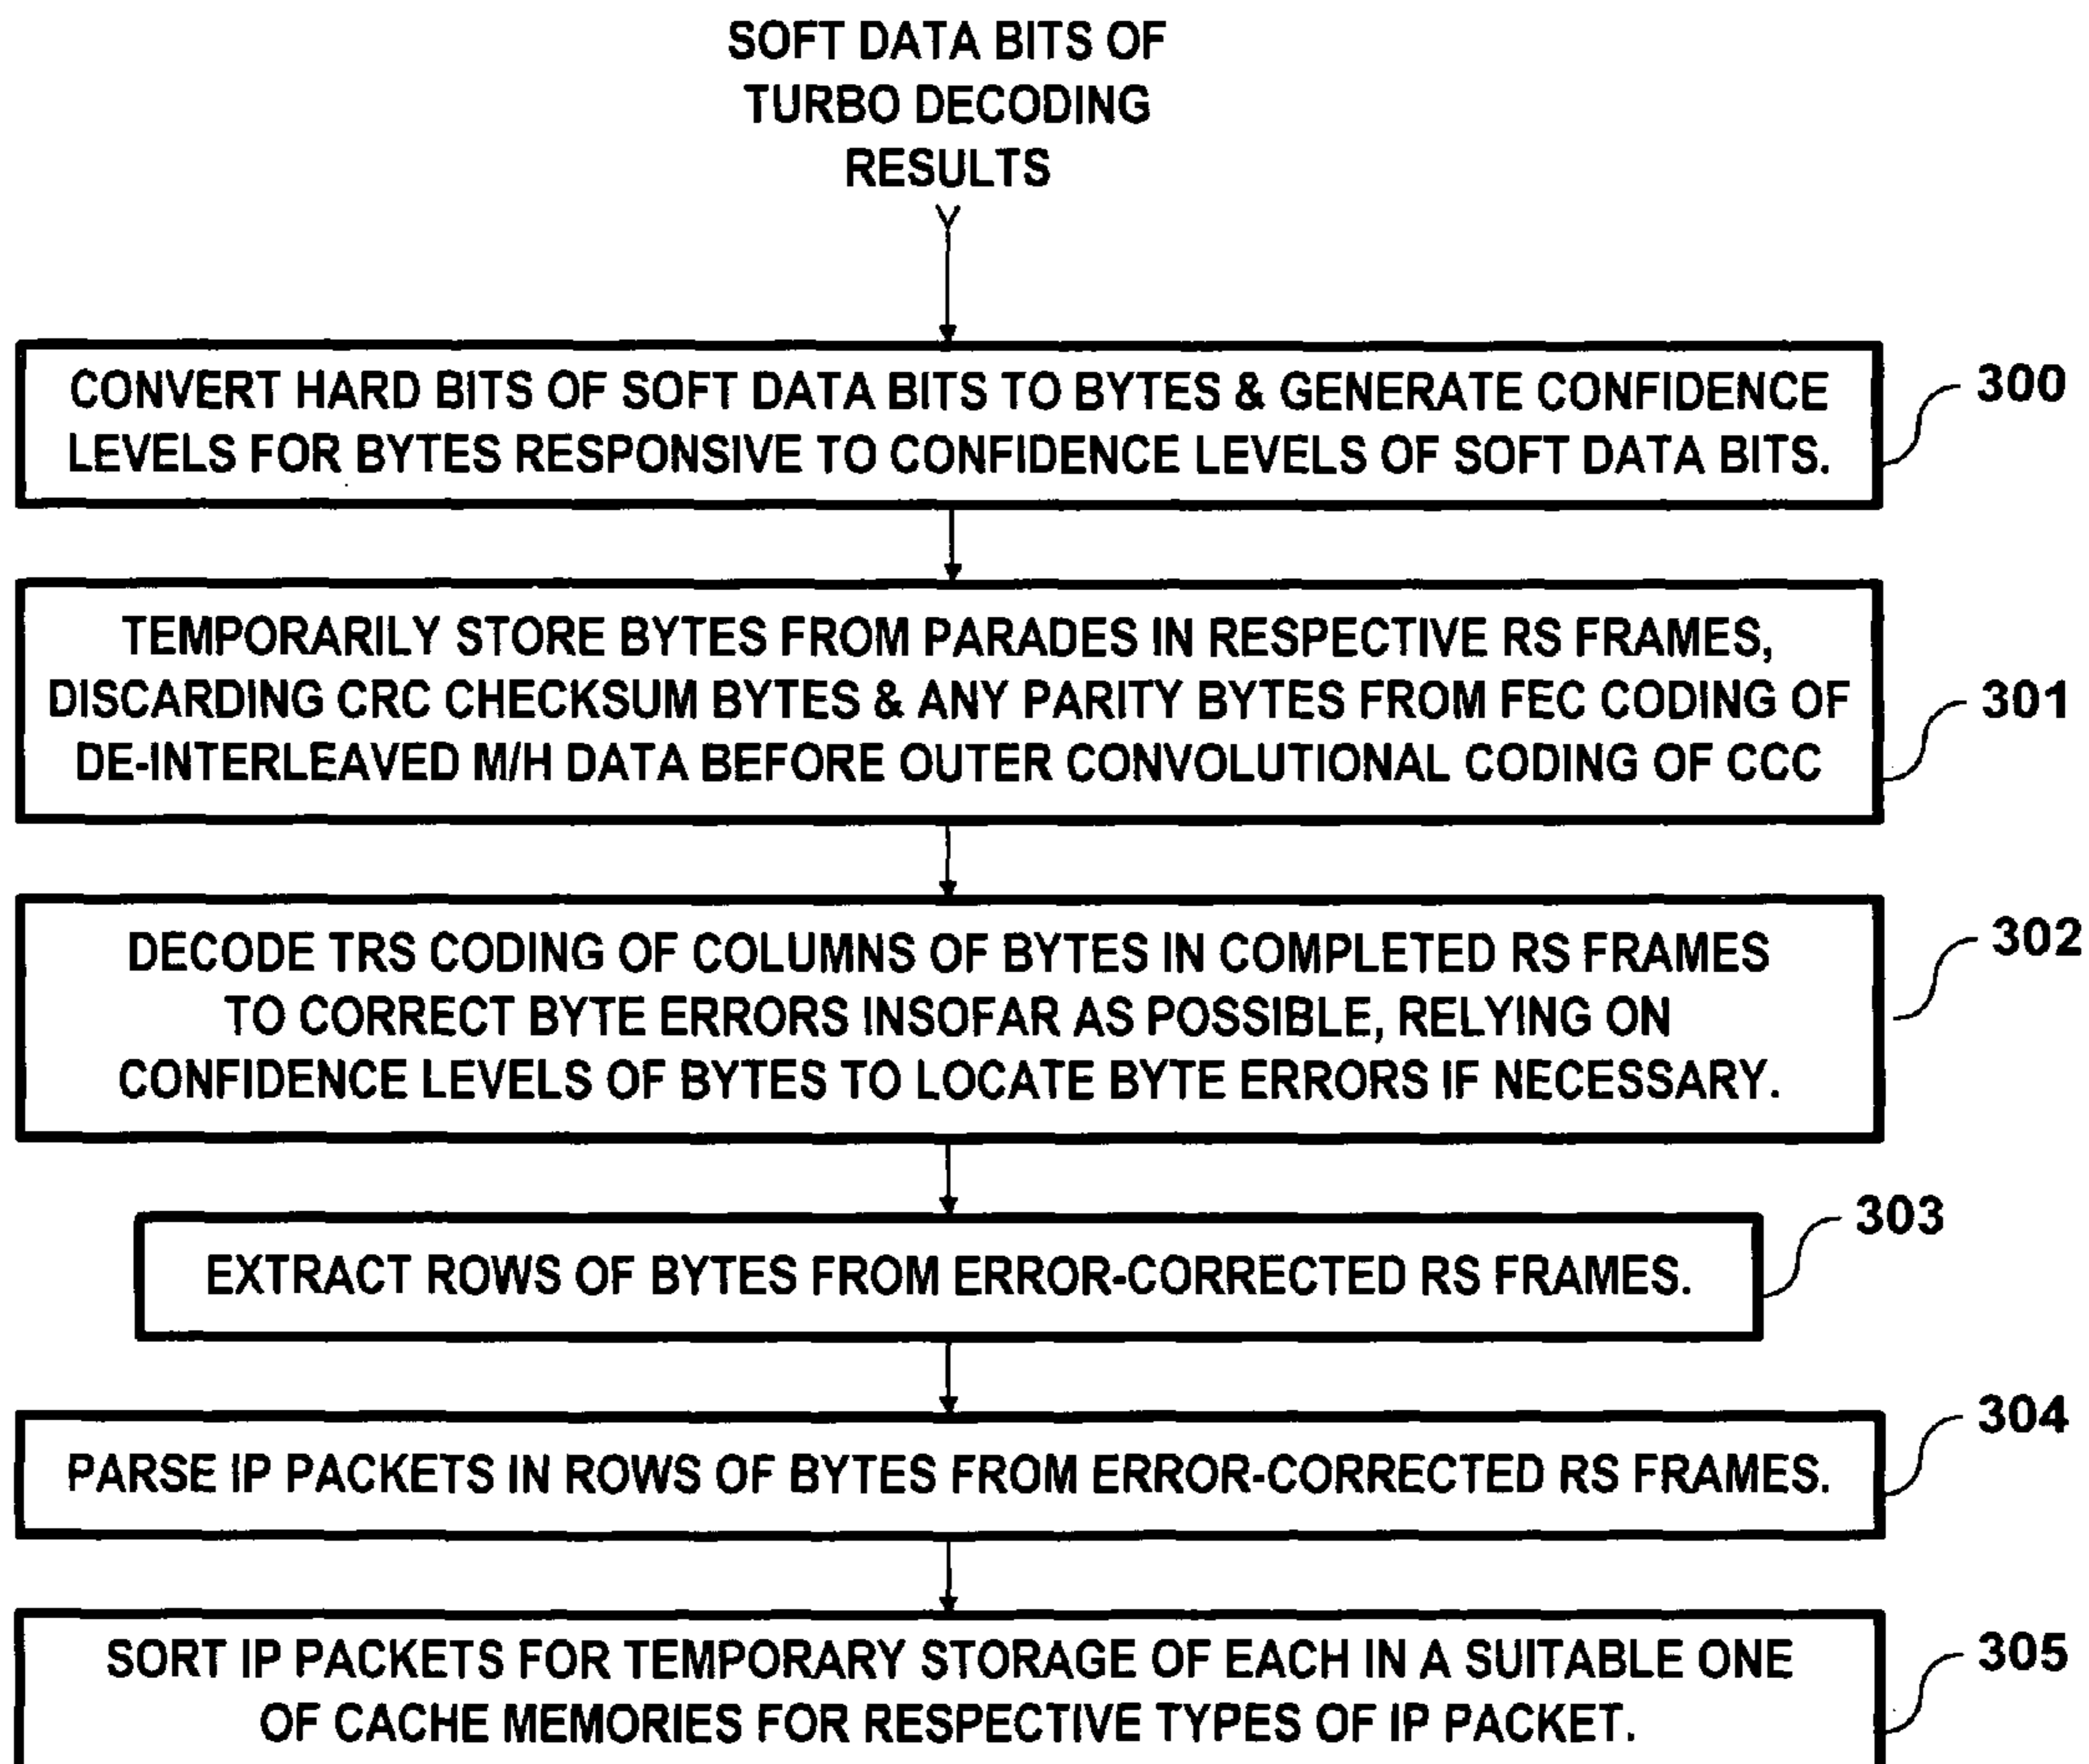 SOFT DATA BITS OF
TURBO DECODING
RESULTS
CONVERT HARD BITS OF SOFT DATA BITS TO BYTES & GENERATE CONFIDENCE
LEVELS FOR BYTES RESPONSIVE TO CONFIDENCE LEVELS OF SOFT DATA BITS.
300
TEMPORARILY STORE BYTES FROM PARADES IN RESPECTIVE RS FRAMES,
DISCARDING CRC CHECKSUM BYTES & ANY PARITY BYTES FROM FEC CODING OF
DE-INTERLEAVED M/H DATA BEFORE OUTER CONVOLUTIONAL CODING OF CCC
301
DECODE TRS CODING OF COLUMNS OF BYTES IN COMPLETED RS FRAMES
TO CORRECT BYTE ERRORS INSOFAR AS POSSIBLE, RELYING ON
CONFIDENCE LEVELS OF BYTES TO LOCATE BYTE ERRORS IF NECESSARY.
302
EXTRACT ROWS OF BYTES FROM ERROR-CORRECTED RS FRAMES.
303
PARSE IP PACKETS IN ROWS OF BYTES FROM ERROR-CORRECTED RS FRAMES.
304
SORT IP PACKETS FOR TEMPORARY STORAGE OF EACH IN A SUITABLE ONE
OF CACHE MEMORIES FOR RESPECTIVE TYPES OF IP PACKET.
305